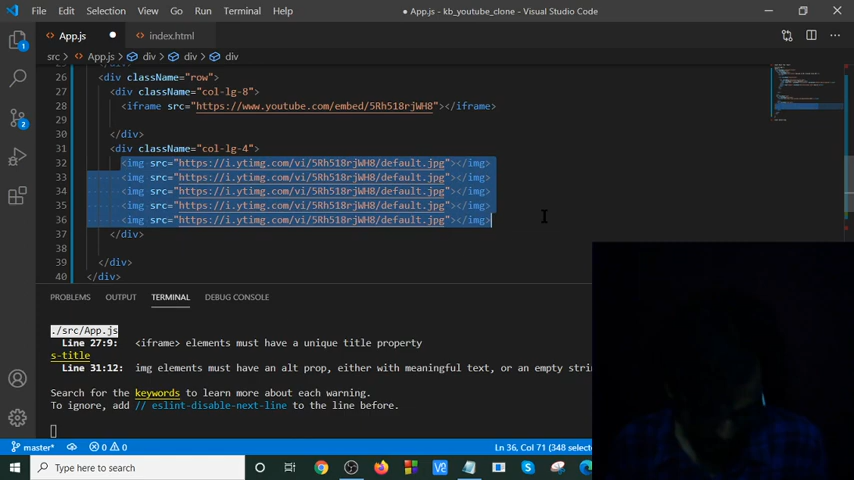 File Edit Selection View Go Run Terminal Help
● App.js - kb_youtube_clone - Visual Studio Code
App.js ● index.html
src > App.js > div > div > div
26 <div className="row">
27 <div className="col-lg-8">
28 <iframe src="https://www.youtube.com/embed/5Rh518rjWH8"></iframe>
29
30 </div>
31 <div className="col-lg-4">
32 <img src="https://i.ytimg.com/vi/5Rh518rjWH8/default.jpg"></img>
33 <img src="https://i.ytimg.com/vi/5Rh518rjWH8/default.jpg"></img>
34 <img src="https://i.ytimg.com/vi/5Rh518rjWH8/default.jpg"></img>
35 <img src="https://i.ytimg.com/vi/5Rh518rjWH8/default.jpg"></img>
36 <img src="https://i.ytimg.com/vi/5Rh518rjWH8/default.jpg"></img>
37 </div>
38
39 </div>
40 </div>
PROBLEMS OUTPUT TERMINAL DEBUG CONSOLE
./src/App.js
Line 27:9: <iframe> elements must have a unique title property
s-title
Line 31:12: img elements must have an alt prop, either with meaningful text, or an empty strin
Search for the keywords to learn more about each warning.
To ignore, add // eslint-disable-next-line to the line before.
master* 0 0 Ln 36, Col 71 (348 selec
Type here to search